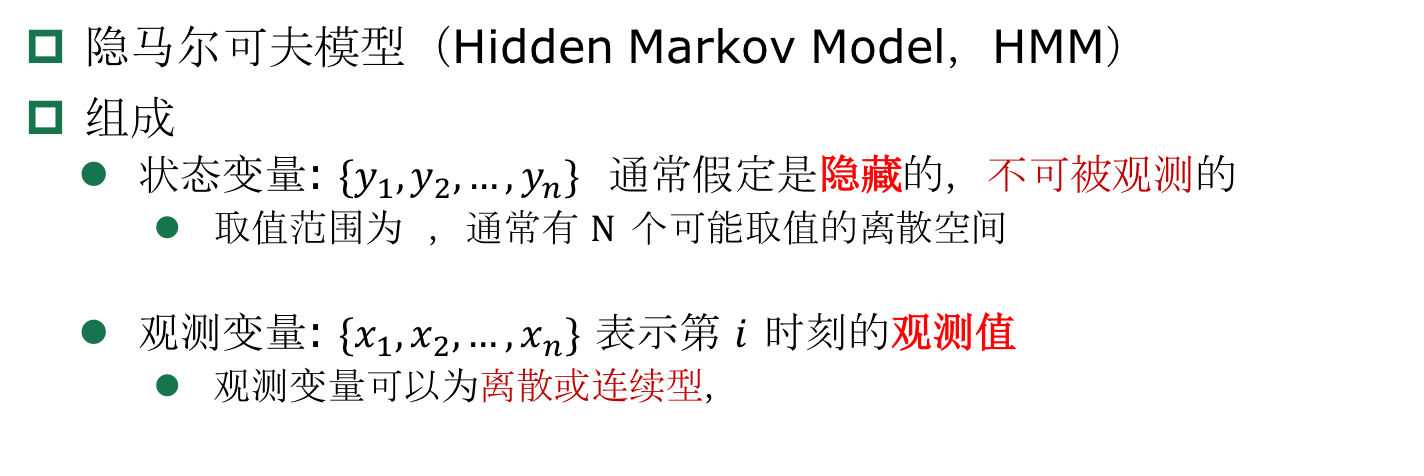 隐马尔可夫模型（Hidden Markov Model，HMM）
组成
状态变量: {y₁, y₂, …, yₙ} 通常假定是隐藏的，不可被观测的
取值范围为 ，通常有 N 个可能取值的离散空间
观测变量: {x₁, x₂, …, xₙ} 表示第 i 时刻的观测值
观测变量可以为离散或连续型，